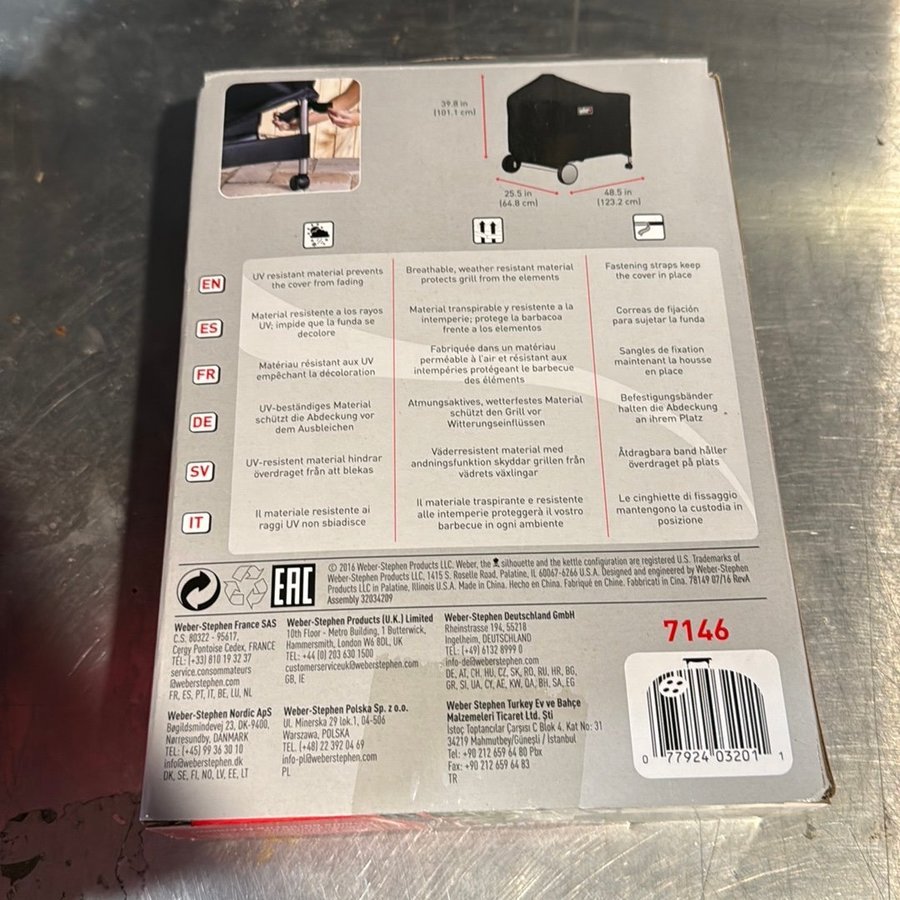 39.8 in
(101.1 cm)
25.5 in
(64.8 cm)
48.5 in
(123.2 cm)
EN
UV resistant material prevents
the cover from fading
Breathable, weather resistant material
protects grill from the elements
Fastening straps keep
the cover in place
ES
Material resistente a los rayos
UV; impide que la funda se
decolore
Material transpirable y resistente a la
intemperie; protege la barbacoa
frente a los elementos
Correas de fijación
para sujetar la funda
FR
Matériau résistant aux UV
empêchant la décoloration
Fabriquée dans un matériau
perméable à l'air et résistant aux
intempéries protégeant le barbecue
des éléments
Sangles de fixation
maintenant la housse
en place
DE
UV-beständiges Material
schützt die Abdeckung vor
dem Ausbleichen
Atmungsaktives, wetterfestes Material
schützt den Grill vor
Witterungseinflüssen
Befestigungsbänder
halten die Abdeckung
an ihrem Platz
SV
UV-resistent material hindrar
överdraget från att blekas
Väderresistent material med
andningsfunktion skyddar grillen från
vädrets växlingar
Åtdragbara band håller
överdraget på plats
IT
Il materiale resistente ai
raggi UV non sbiadisce
Il materiale traspirante e resistente
alle intemperie proteggerà il vostro
barbecue in ogni ambiente
Le cinghiette di fissaggio
mantengono la custodia in
posizione
EAC
© 2016 Weber-Stephen Products LLC. Weber, the silhouette and the kettle configuration are registered U.S. Trademarks of
Weber-Stephen Products LLC, 1415 S. Roselle Road, Palatine, IL 60067-6266 U.S.A. Designed and engineered by Weber-Stephen
Products LLC in Palatine, Illinois U.S.A. Made in China. Hecho en China. Fabriqué en Chine. Fabbricati in Cina. 78149 07/16 RevA
Assembly 32034209
Weber-Stephen France SAS
C.S. 80322 - 95617,
Cergy Pontoise Cedex, FRANCE
TÉL: (+33) 810 19 32 37
service.consommateurs
@weberstephen.com
FR, ES, PT, IT, BE, LU, NL
Weber-Stephen Products (U.K.) Limited
10th Floor - Metro Building, 1 Butterwick,
Hammersmith, London W6 8DL, UK
TEL: +44 (0) 203 630 1500
customerserviceuk@weberstephen.com
GB, IE
Weber-Stephen Deutschland GmbH
Rheinstrasse 194, 55218
Ingelheim, DEUTSCHLAND
TEL: (+49) 6132 8999 0
info-de@weberstephen.com
DE, AT, CH, HU, CZ, SK, RO, RU, HR, BG,
GR, SI, UA, CY, AE, KW, QA, BH, SA, EG
7146
Weber-Stephen Nordic ApS
Bøgildsmindevej 23, DK-9400,
Nørresundby, DANMARK
TEL: (+45) 99 36 30 10
info@weberstephen.dk
DK, SE, FI, NO, LV, EE, LT
Weber-Stephen Polska Sp. z o.o.
Ul. Minerska 29 lok.1, 04-506
Warszawa, POLSKA
TEL. (+48) 22 392 04 69
info-pl@weberstephen.com
PL
Weber-Stephen Turkey Ev ve Bahçe
Malzemeleri Ticaret Ltd. Şti
İstoç Toptancılar Çarşısı C Blok 4. Kat No: 31
34219 Mahmutbey/Güneşli / İstanbul
Tel: +90 212 659 64 80 Pbx
Fax: +90 212 659 64 83
TR
0 77924 03201 1